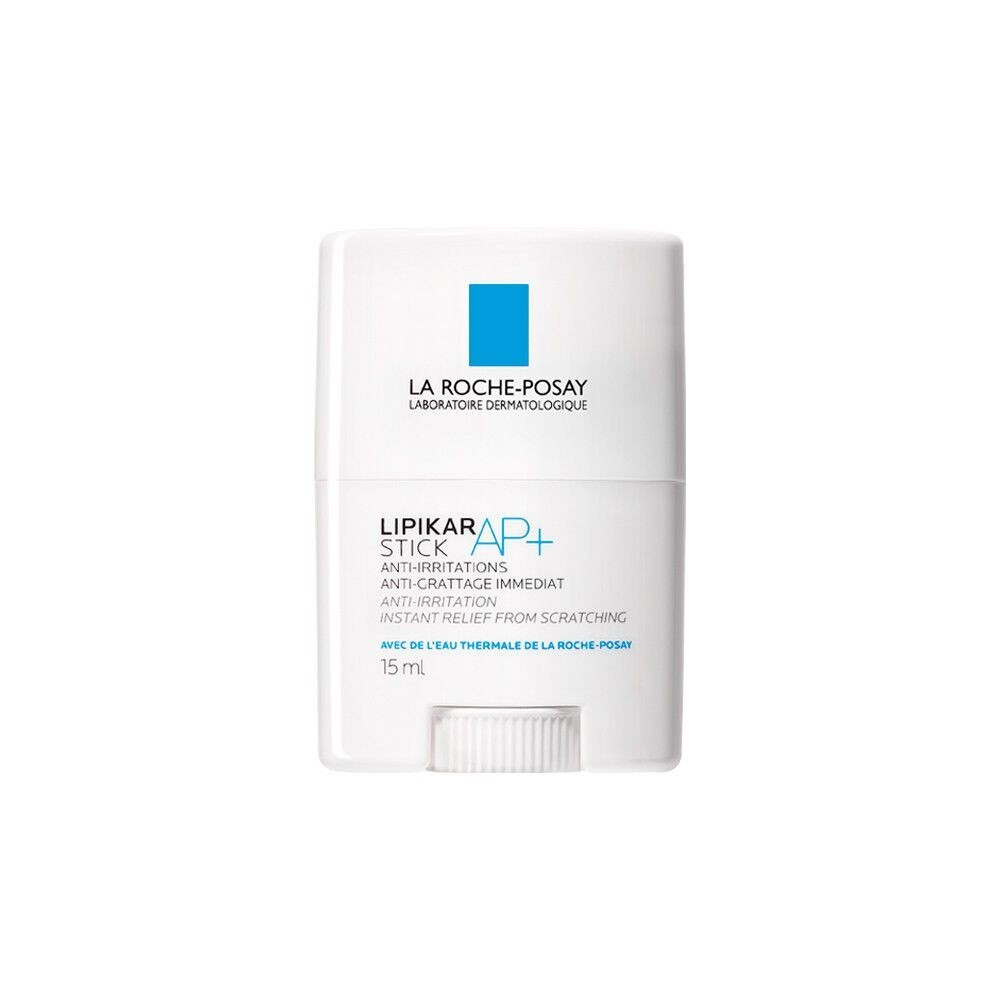 LA ROCHE-POSAY
LABORATOIRE DERMATOLOGIQUE
LIPIKAR AP+
STICK
ANTI-IRRITATIONS
ANTI-GRATTAGE IMMEDIAT
ANTI-IRRITATION
INSTANT RELIEF FROM SCRATCHING
AVEC DE L'EAU THERMALE DE LA ROCHE-POSAY
15 ml